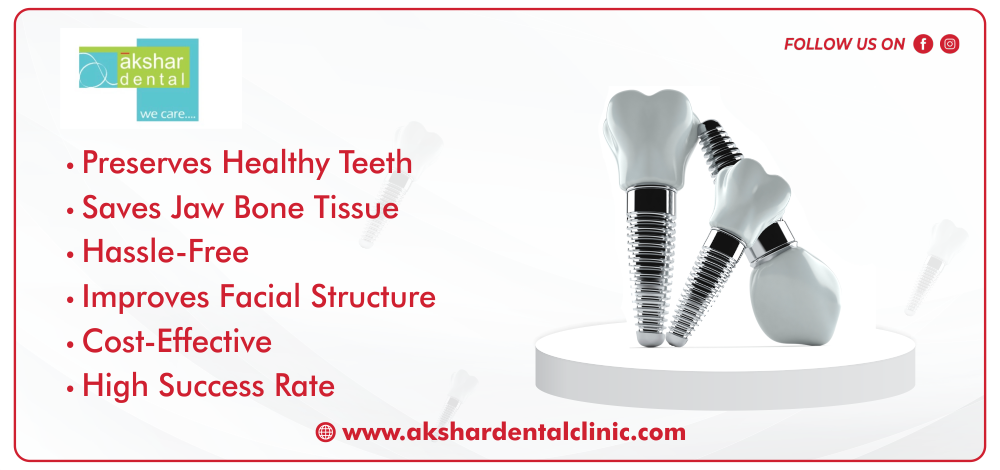 FOLLOW US ON
ākshar
dental
we care....
• Preserves Healthy Teeth
• Saves Jaw Bone Tissue
• Hassle-Free
• Improves Facial Structure
• Cost-Effective
• High Success Rate
www.akshardentalclinic.com